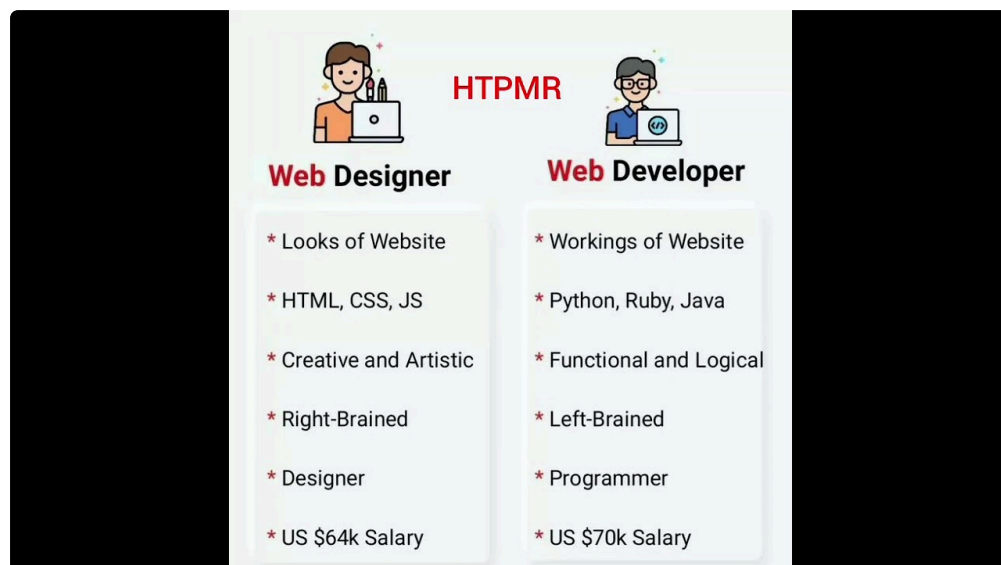 HTPMR
Web Designer
* Looks of Website
* HTML, CSS, JS
* Creative and Artistic
* Right-Brained
* Designer
* US $64k Salary
Web Developer
* Workings of Website
* Python, Ruby, Java
* Functional and Logical
* Left-Brained
* Programmer
* US $70k Salary